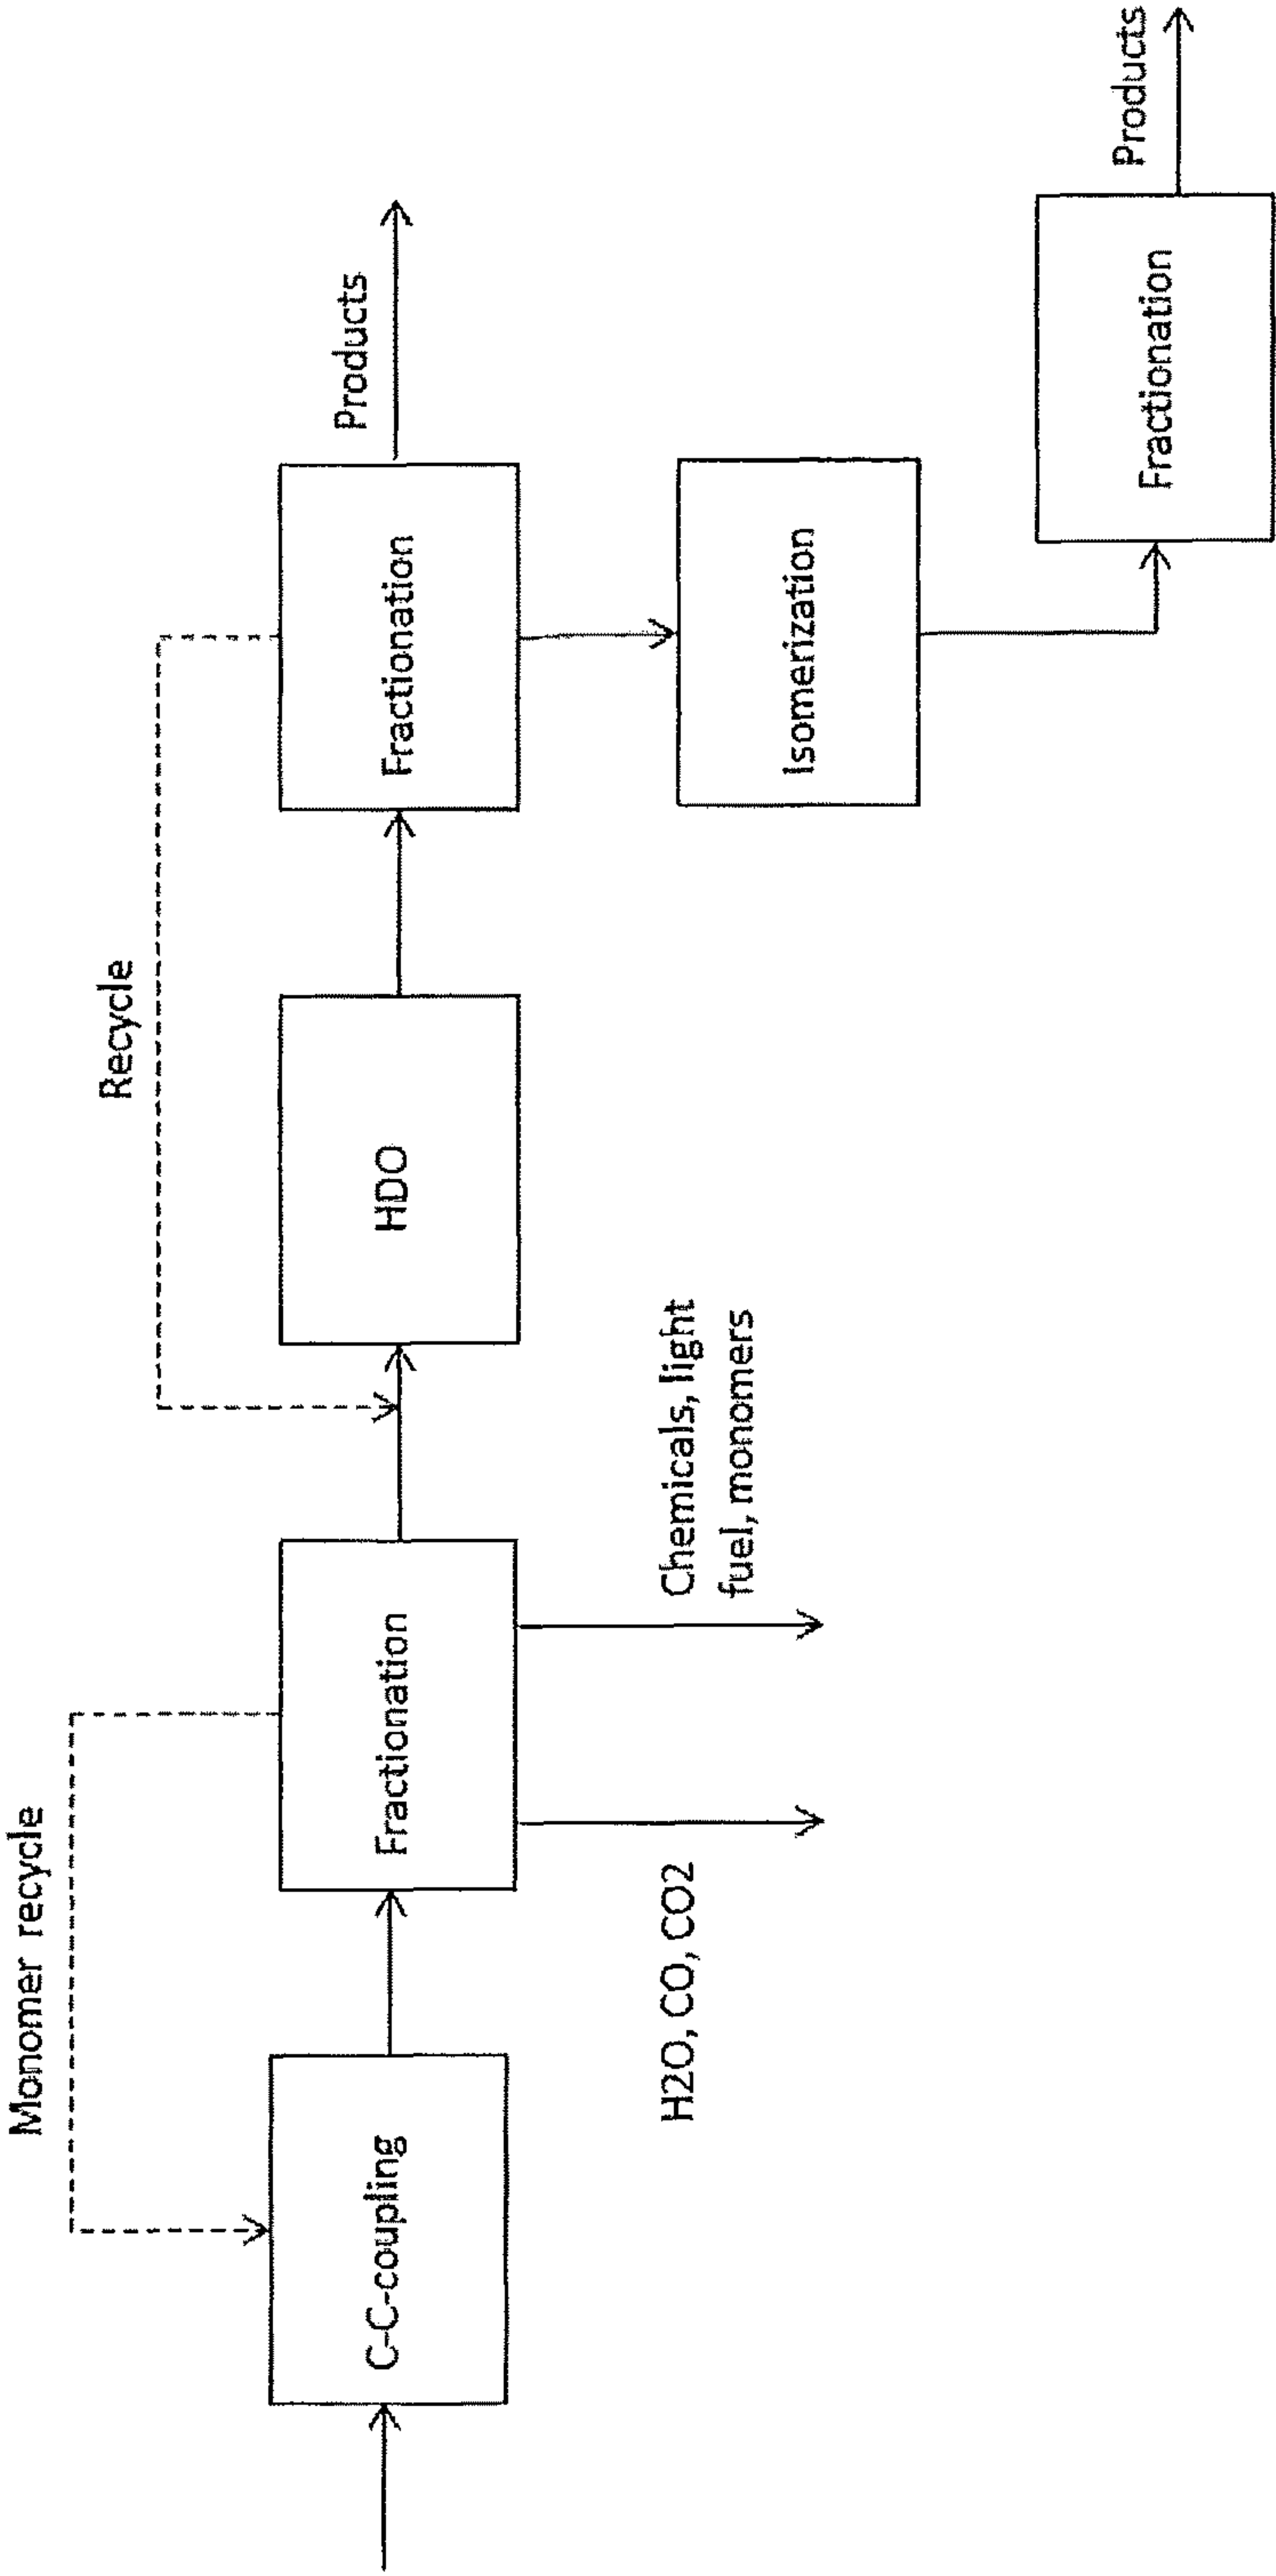 Monomer recycle
C-C-coupling
Fractionation
H2O, CO, CO2
Chemicals, light
fuel, monomers
Recycle
HDO
Fractionation
Products
Isomerization
Fractionation
Products